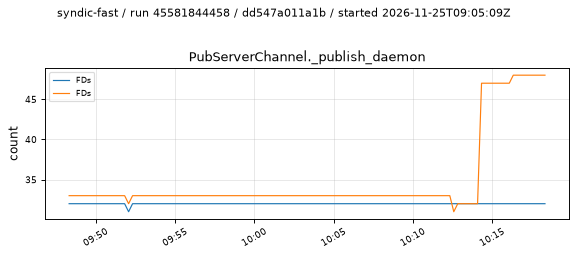 syndic-fast / run 45581844458 / dd547a011a1b / started 2026-11-25T09:05:09Z
PubServerChannel._publish_daemon
FDs
FDs
count
45
40
35
09:50
09:55
10:00
10:05
10:10
10:15